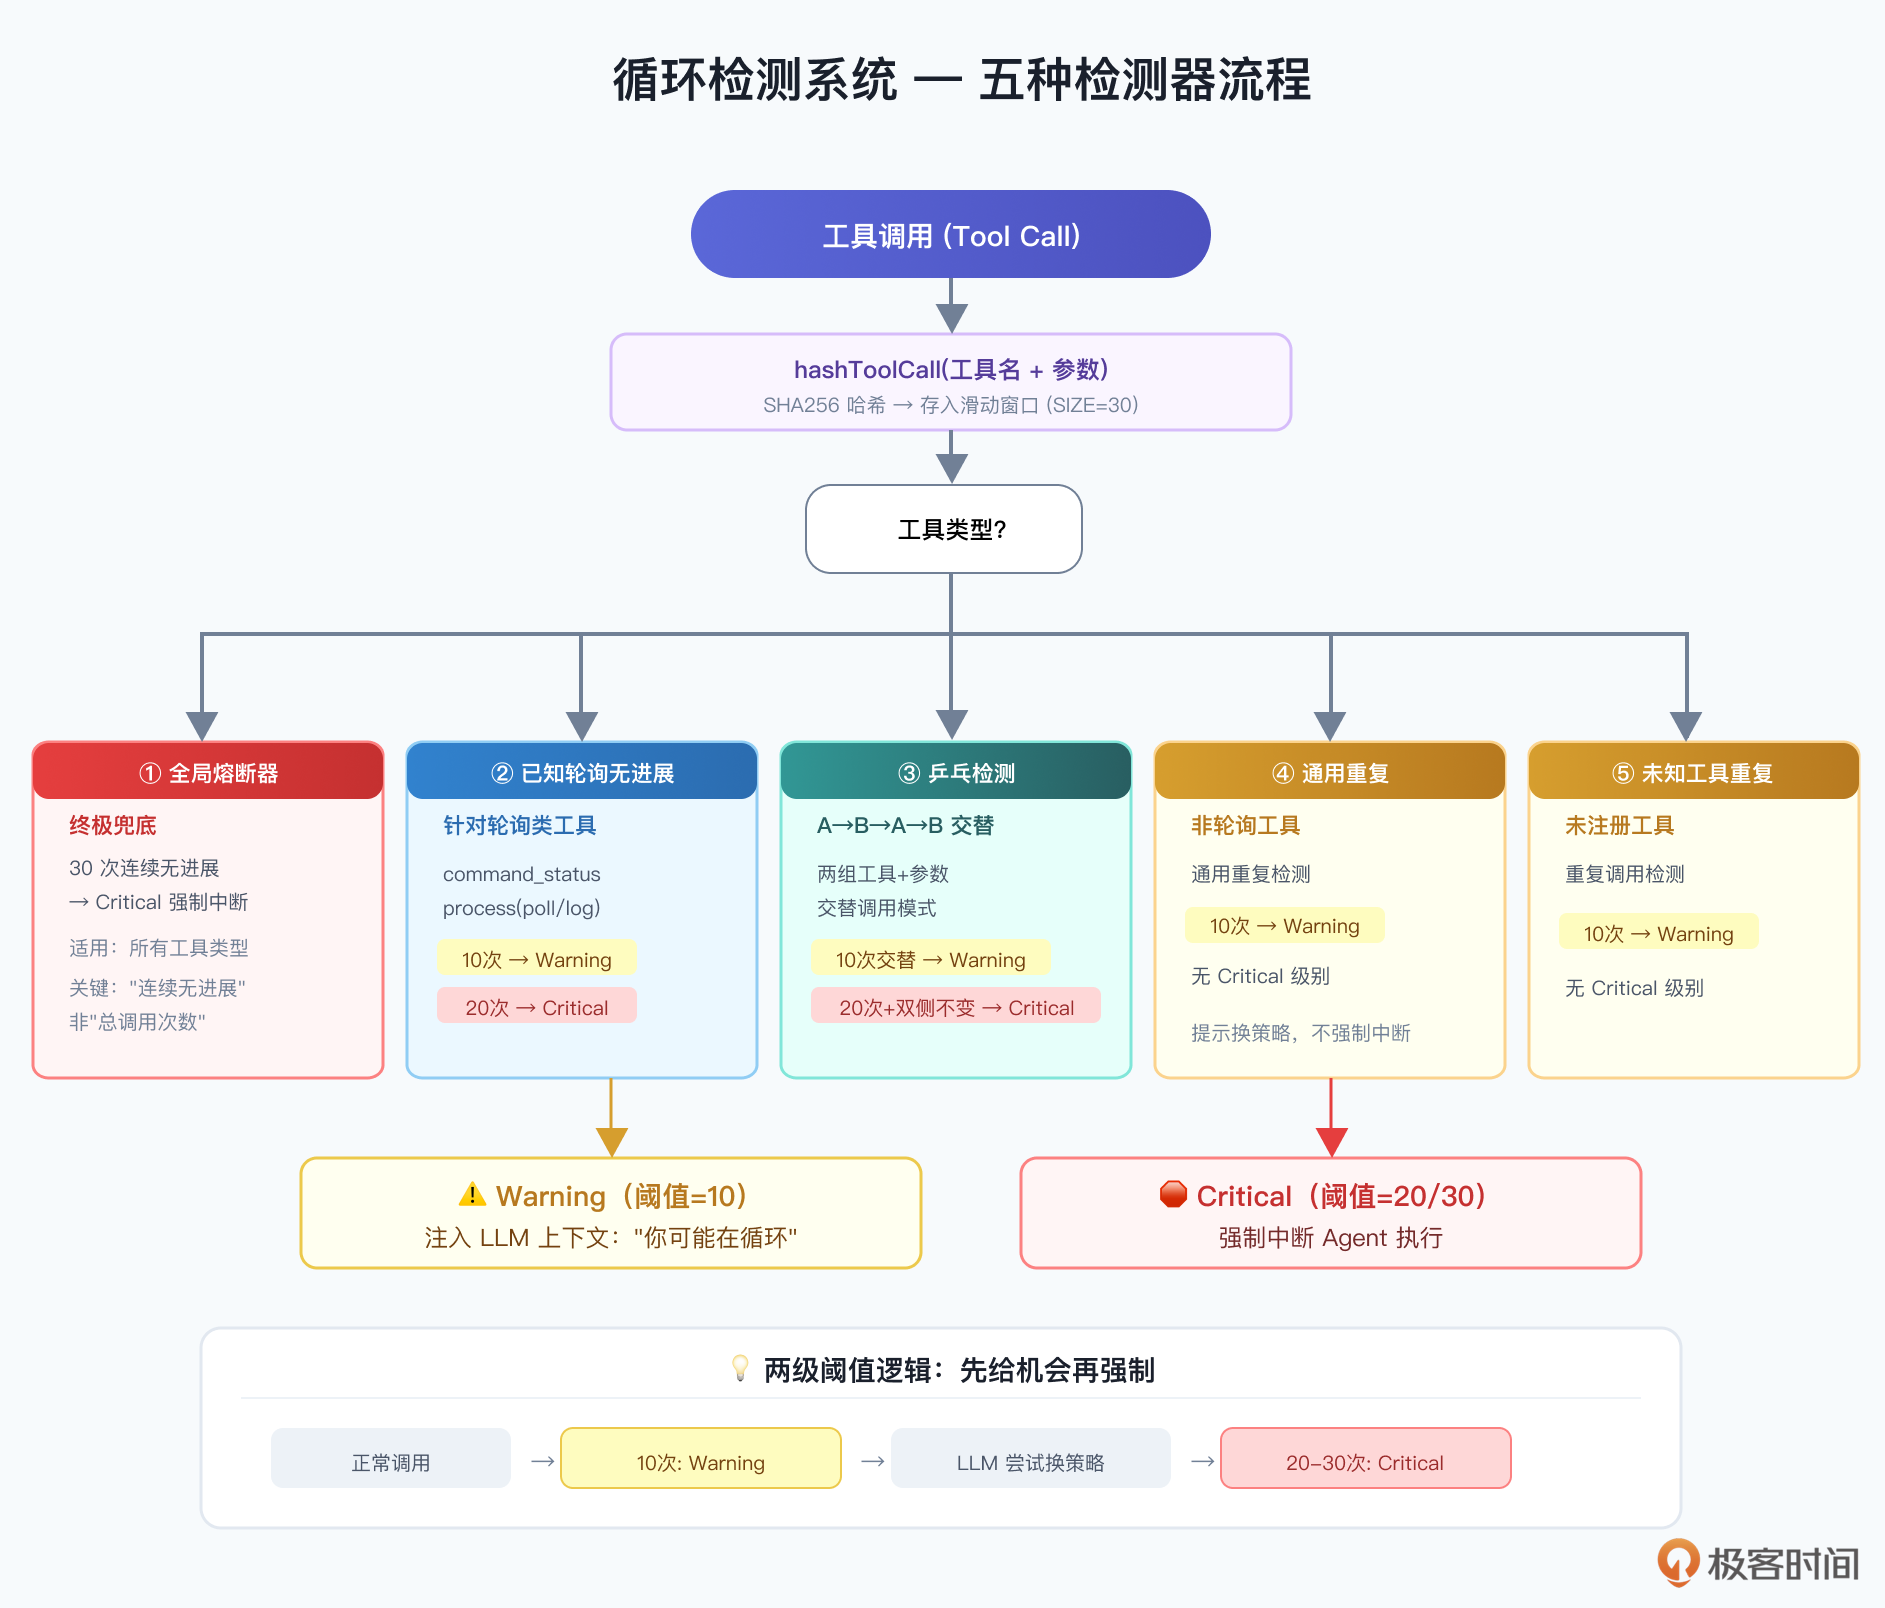 循环检测系统 — 五种检测器流程
工具调用 (Tool Call)
hashToolCall(工具名 + 参数)
SHA256 哈希 → 存入滑动窗口 (SIZE=30)
工具类型?
① 全局熔断器
终极兜底
30 次连续无进展
→ Critical 强制中断
适用：所有工具类型
关键："连续无进展"
非"总调用次数"
② 已知轮询无进展
针对轮询类工具
command_status
process(poll/log)
10次 → Warning
20次 → Critical
③ 乒乓检测
A→B→A→B 交替
两组工具+参数
交替调用模式
10次交替 → Warning
20次+双侧不变 → Critical
④ 通用重复
非轮询工具
通用重复检测
10次 → Warning
无 Critical 级别
提示换策略，不强制中断
⑤ 未知工具重复
未注册工具
重复调用检测
10次 → Warning
无 Critical 级别
⚠️ Warning（阈值=10）
注入 LLM 上下文："你可能在循环"
🛑 Critical（阈值=20/30）
强制中断 Agent 执行
💡 两级阈值逻辑：先给机会再强制
正常调用 → 10次: Warning → LLM 尝试换策略 → 20–30次: Critical
极客时间